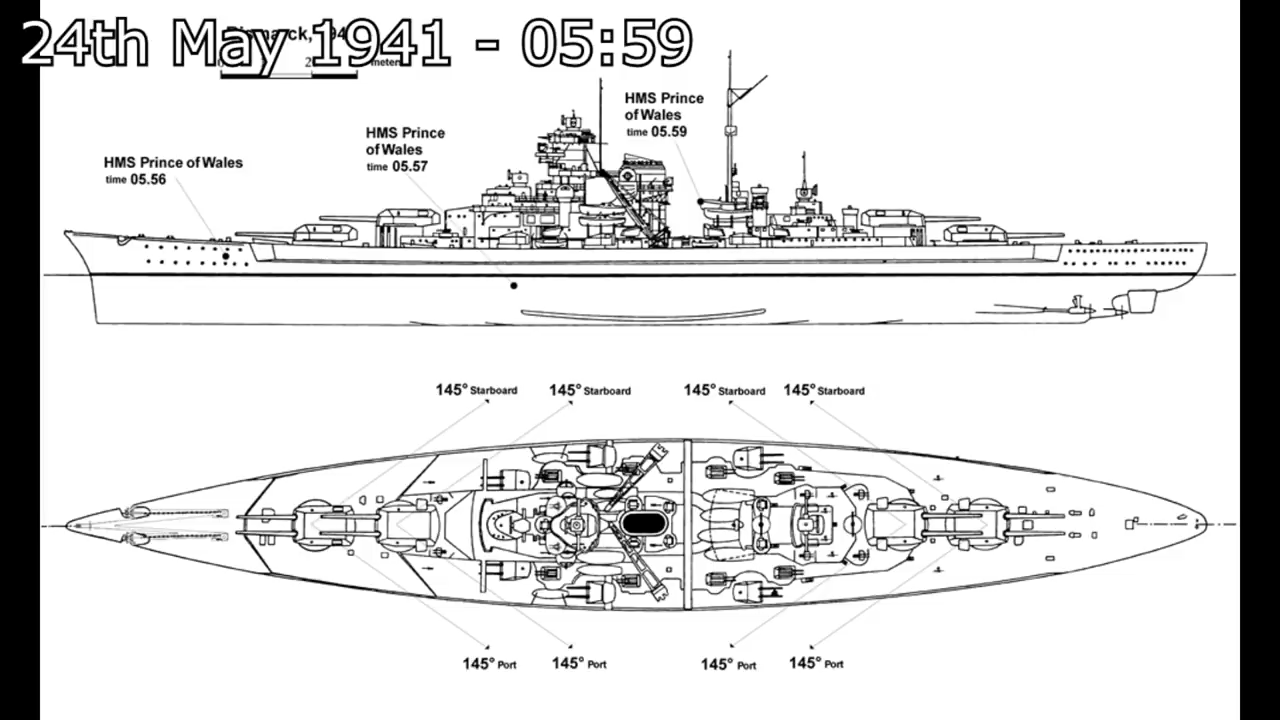 24th May 1941 - 05:59
HMS Prince
of Wales
time 05.59
HMS Prince
of Wales
time 05.57
HMS Prince of Wales
time 05.56
145° Starboard 145° Starboard 145° Starboard 145° Starboard
145° Port 145° Port 145° Port 145° Port